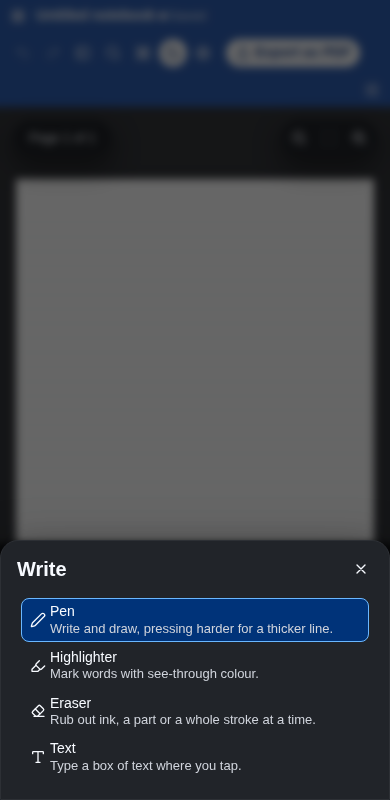 Write
Pen
Write and draw, pressing harder for a thicker line.
Highlighter
Mark words with see-through colour.
Eraser
Rub out ink, a part or a whole stroke at a time.
Text
Type a box of text where you tap.